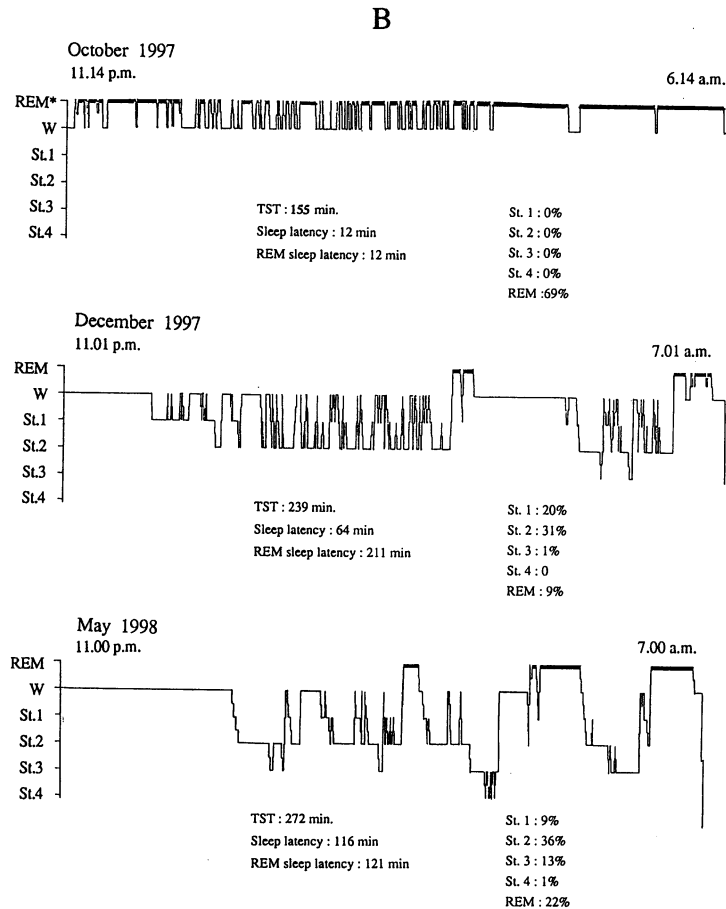 B
October 1997
11.14 p.m.
6.14 a.m.
REM*
W
St.1
St.2
St.3
St.4
TST : 155 min.
Sleep latency : 12 min
REM sleep latency : 12 min
St. 1 : 0%
St. 2 : 0%
St. 3 : 0%
St. 4 : 0%
REM :69%
December 1997
11.01 p.m.
7.01 a.m.
REM
W
St.1
St.2
St.3
St.4
TST : 239 min.
Sleep latency : 64 min
REM sleep latency : 211 min
St. 1 : 20%
St. 2 : 31%
St. 3 : 1%
St. 4 : 0
REM : 9%
May 1998
11.00 p.m.
7.00 a.m.
REM
W
St.1
St.2
St.3
St.4
TST : 272 min.
Sleep latency : 116 min
REM sleep latency : 121 min
St. 1 : 9%
St. 2 : 36%
St. 3 : 13%
St. 4 : 1%
REM : 22%